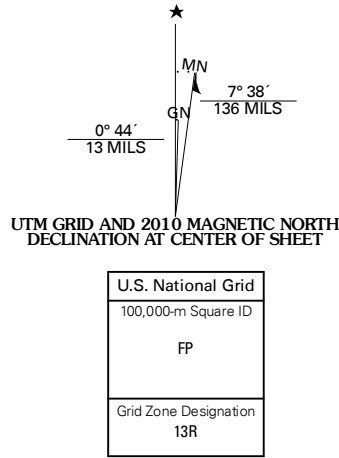 MN
GN
7° 38´
136 MILS
0° 44´
13 MILS
UTM GRID AND 2010 MAGNETIC NORTH
DECLINATION AT CENTER OF SHEET
U.S. National Grid
100,000-m Square ID
FP
Grid Zone Designation
13R